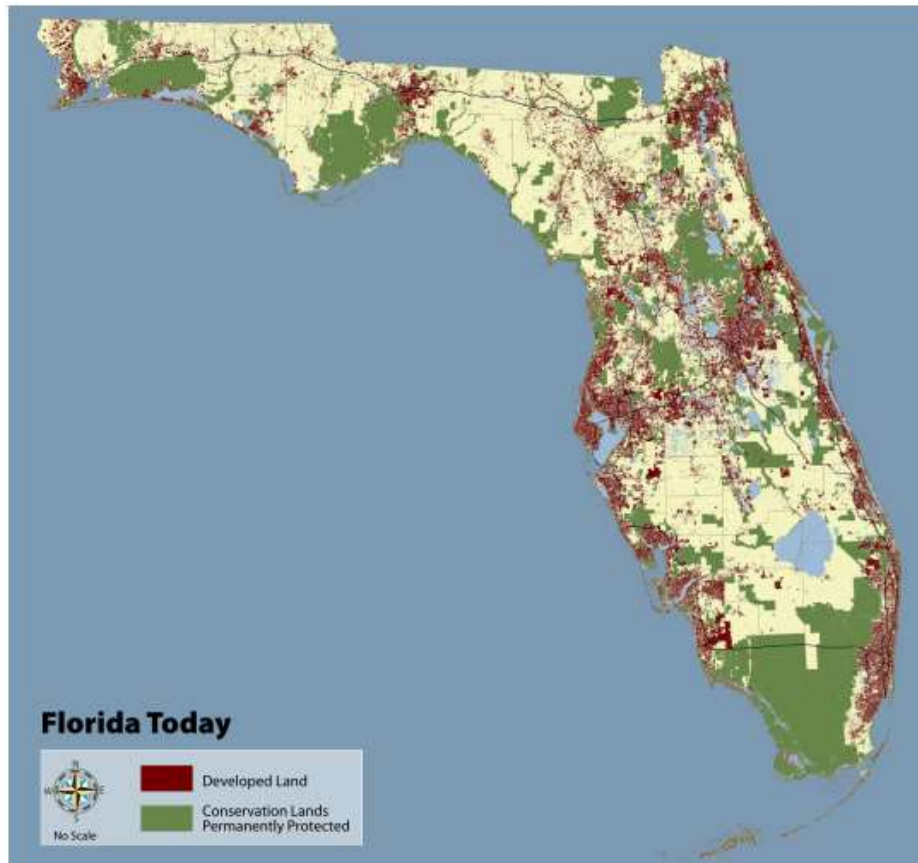 Florida Today
N
W
E
S
No Scale
Developed Land
Conservation Lands
Permanently Protected